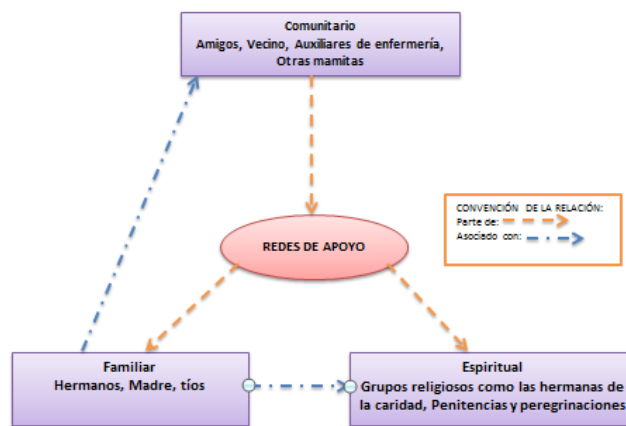 Comunitario
Amigos, Vecino, Auxiliares de enfermería,
Otras mamitas
CONVENCIÓN DE LA RELACIÓN:
Parte de:
Asociado con:
REDES DE APOYO
Familiar
Hermanos, Madre, tíos
Espiritual
Grupos religiosos como las hermanas de
la caridad, Penitencias y peregrinaciones